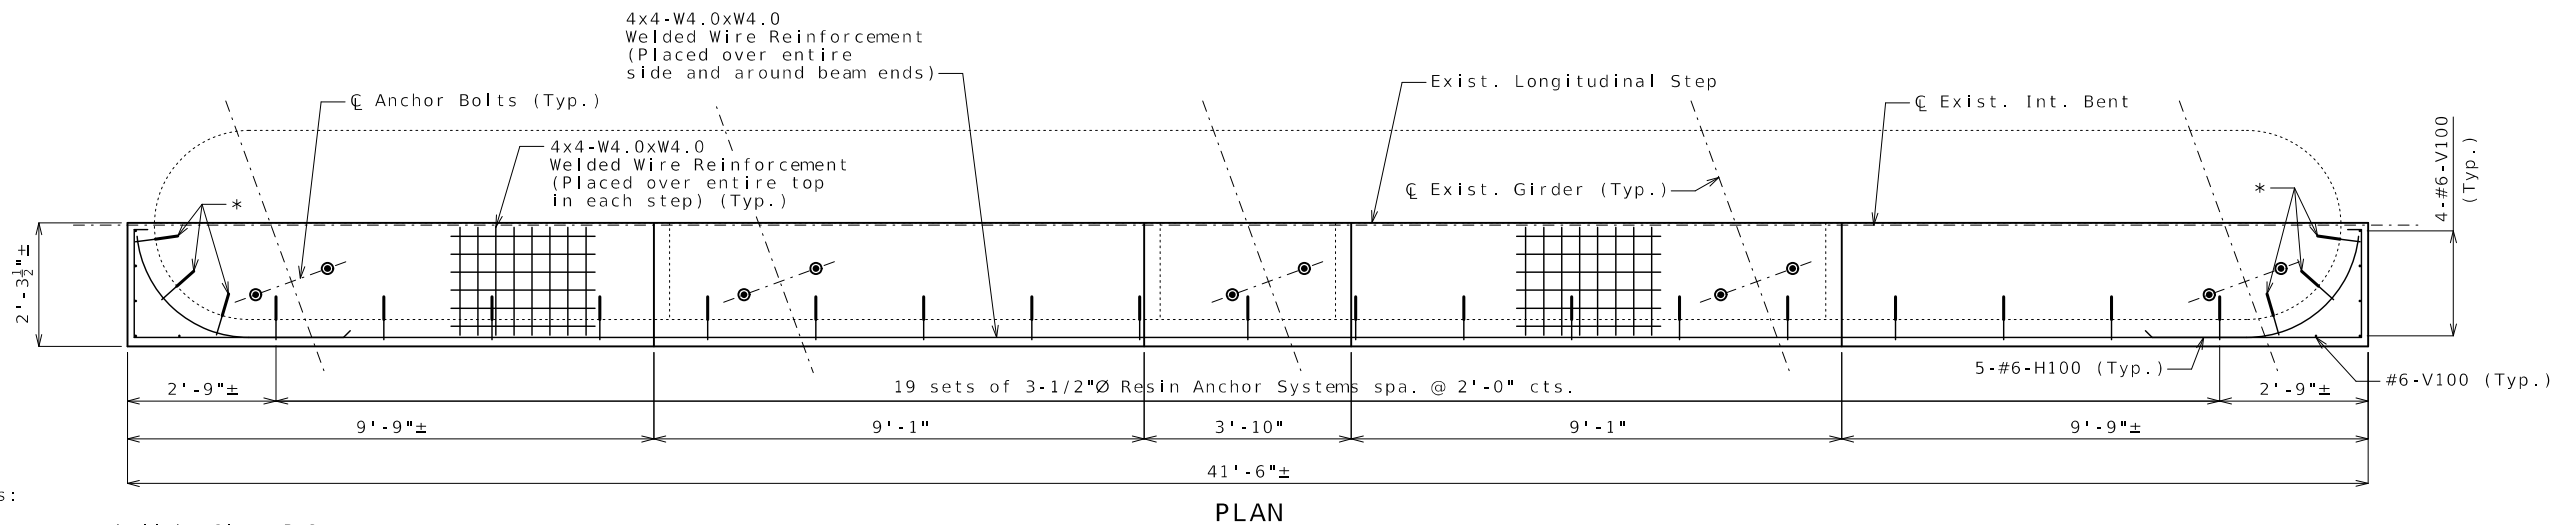 4x4-W4.0xW4.0
Welded Wire Reinforcement
(Placed over entire
side and around beam ends)
Exist. Longitudinal Step
℄ Anchor Bolts (Typ.)
℄ Exist. Int. Bent
4x4-W4.0xW4.0
Welded Wire Reinforcement
(Placed over entire top
in each step) (Typ.)
℄ Exist. Girder (Typ.)
4-#6-V100
(Typ.)
*
*
2'-3½"±
5-#6-H100 (Typ.)
#6-V100 (Typ.)
2'-9"±
19 sets of 3-1/2"Ø Resin Anchor Systems spa. @ 2'-0" cts.
2'-9"±
9'-9"±
9'-1"
3'-10"
9'-1"
9'-9"±
41'-6"±
s:
PLAN